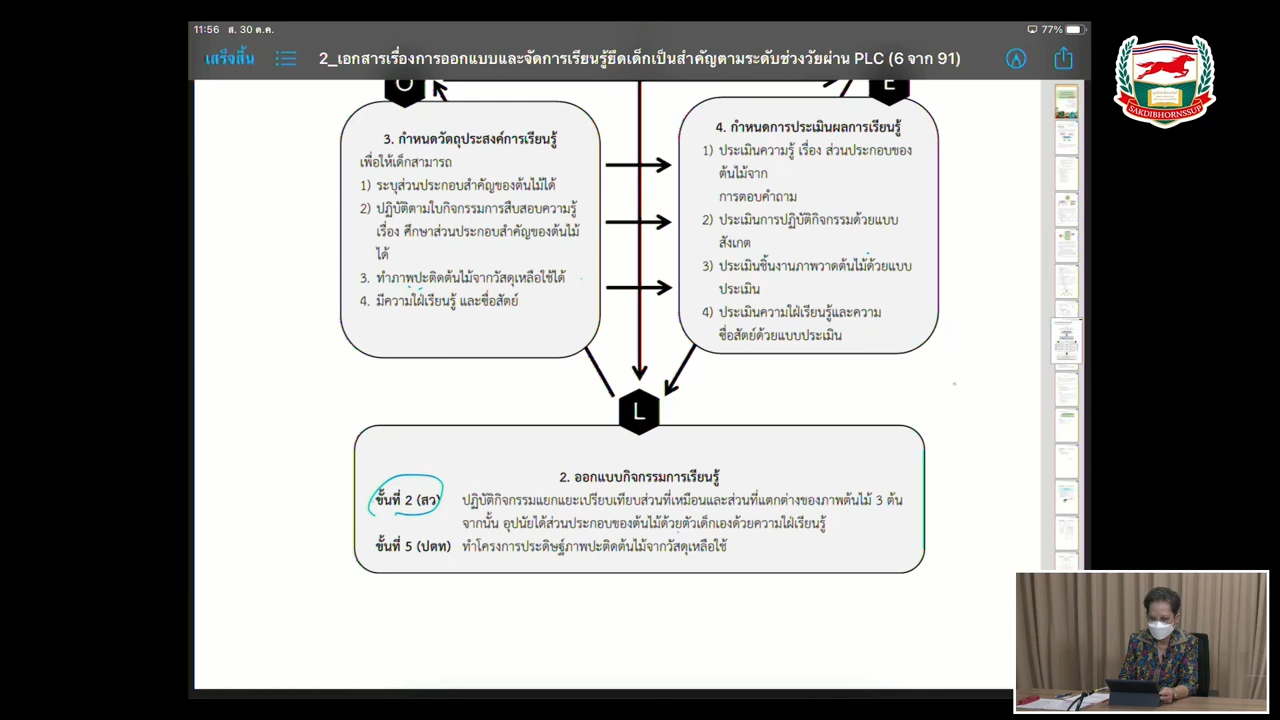 11:56 ส. 30 ต.ค.
77%
เสร็จสิ้น
2_เอกสารเรื่องการออกแบบและจัดการเรียนรู้ยึดเด็กเป็นสำคัญตามระดับช่วงวัยผ่าน PLC (6 จาก 91)
SAKDIBHORNSSUP
O
E
3. กำหนดวัตถุประสงค์การเรียนรู้
เพื่อให้เด็กสามารถ
1) ระบุส่วนประกอบสำคัญของต้นไม้ได้
2) ปฏิบัติตามใบกิจกรรมการสืบสอบความรู้
เรื่อง ศึกษาส่วนประกอบสำคัญของต้นไม้
ได้
3. ทำภาพปะติดต้นไม้จากวัสดุเหลือใช้ได้
4. มีความใฝ่เรียนรู้ และซื่อสัตย์
4. กำหนดการประเมินผลการเรียนรู้
1) ประเมินความรู้ เรื่อง ส่วนประกอบของ
ต้นไม้จาก
การตอบคำถาม
2) ประเมินการปฏิบัติกิจกรรมด้วยแบบ
สังเกต
3) ประเมินชิ้นงานภาพวาดต้นไม้ด้วยแบบ
ประเมิน
4) ประเมินความใฝ่เรียนรู้และความ
ซื่อสัตย์ด้วยแบบประเมิน
L
2. ออกแบบกิจกรรมการเรียนรู้
ขั้นที่ 2 (สว) ปฏิบัติกิจกรรมแยกแยะเปรียบเทียบส่วนที่เหมือนและส่วนที่แตกต่างของภาพต้นไม้ 3 ต้น
จากนั้น อุปนัยได้ส่วนประกอบของต้นไม้ด้วยตัวเด็กเองด้วยความใฝ่เรียนรู้
ขั้นที่ 5 (ปตท) ทำโครงการประดิษฐ์ภาพปะติดต้นไม้จากวัสดุเหลือใช้